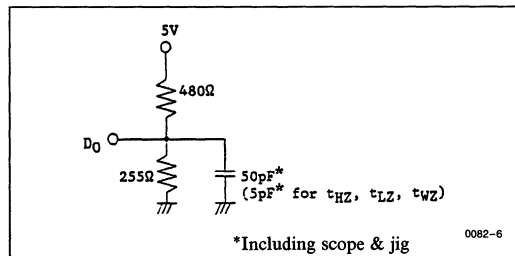 5V
480Ω
D₀
255Ω
50pF*
(5pF* for tHZ, tLZ, tWZ)
*Including scope & jig
0082-6